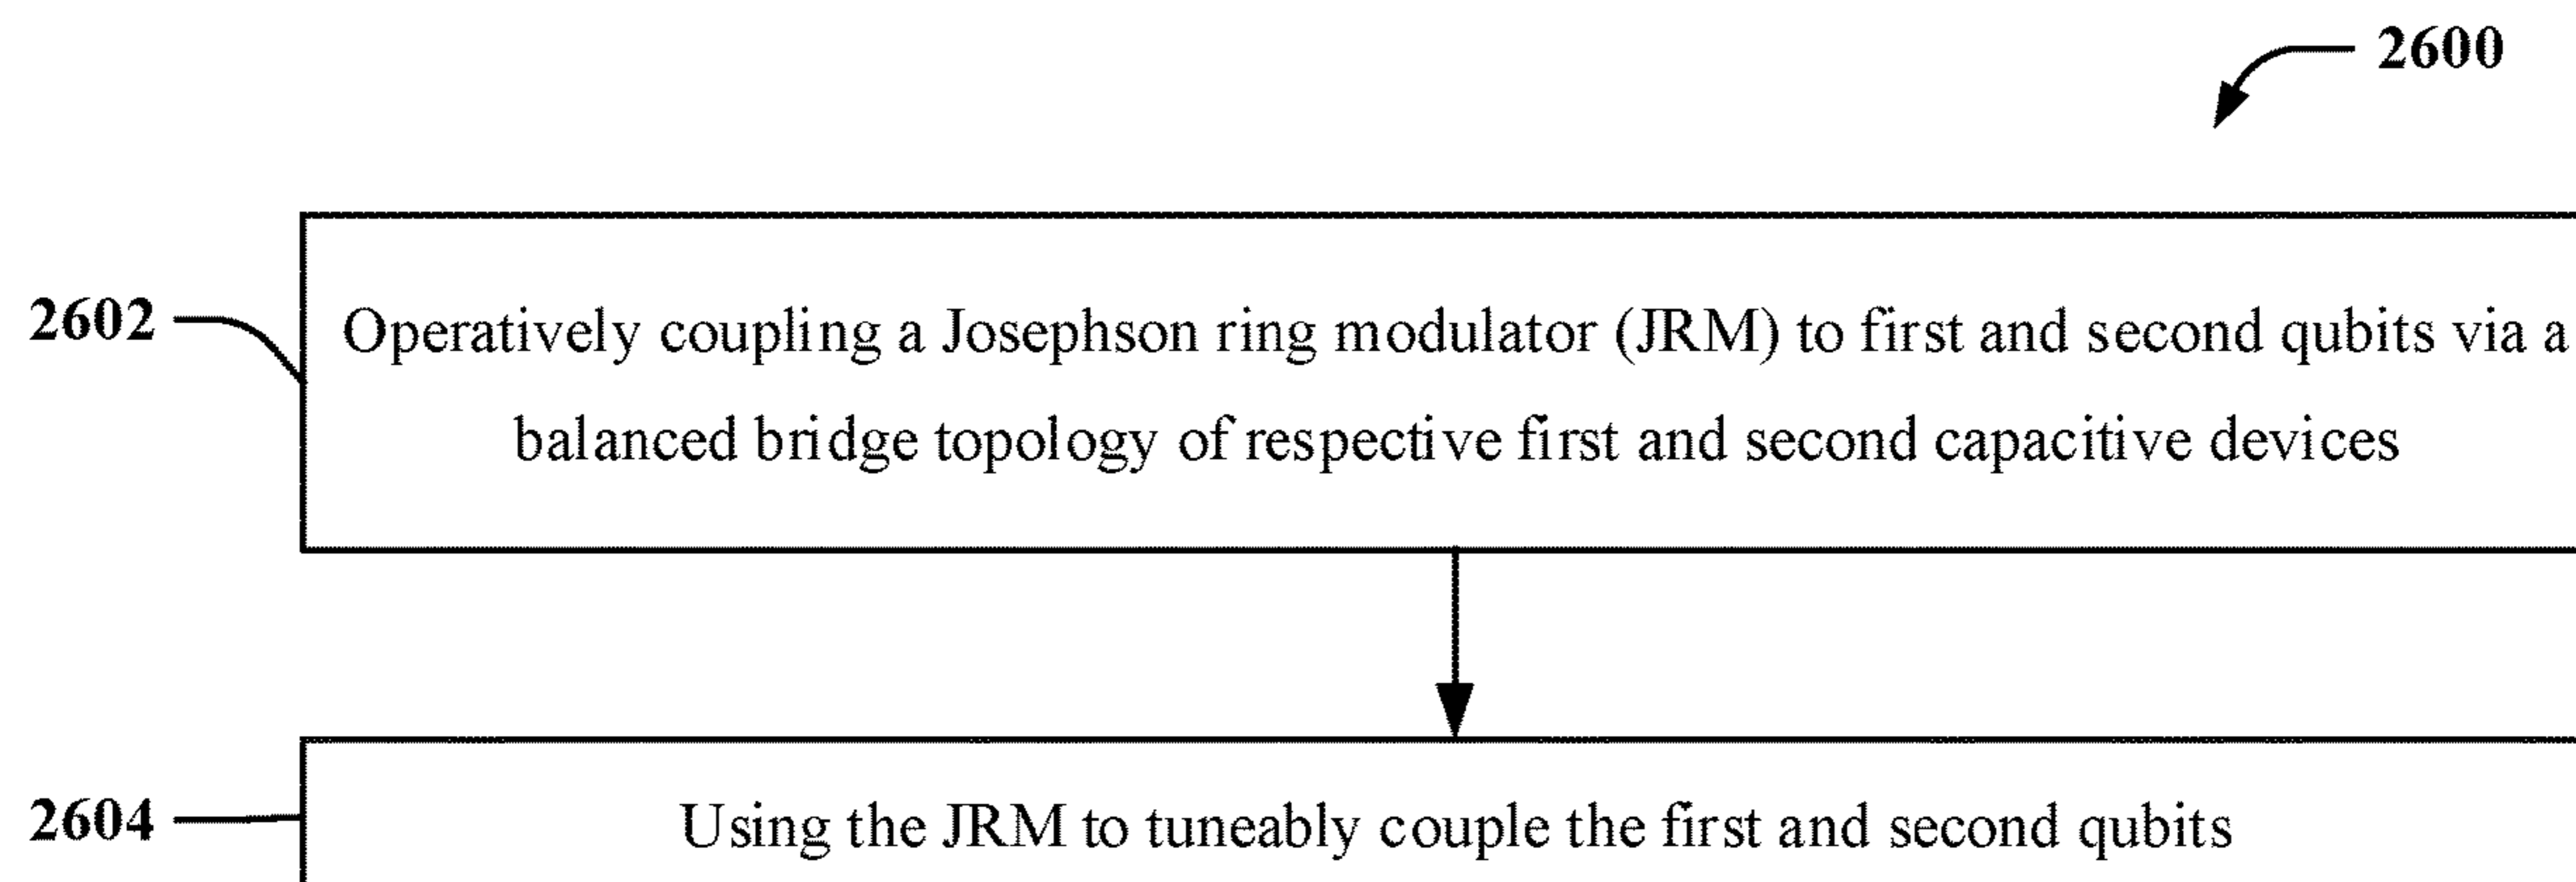 2600
2602
Operatively coupling a Josephson ring modulator (JRM) to first and second qubits via a
balanced bridge topology of respective first and second capacitive devices
2604
Using the JRM to tuneably couple the first and second qubits